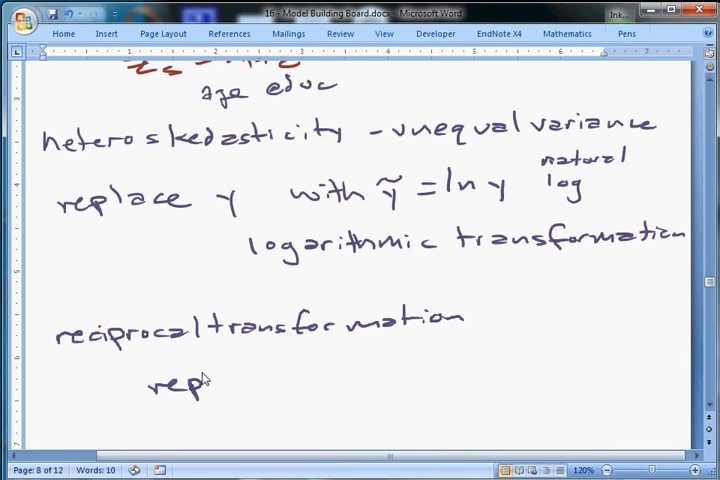 16 - Model Building Board.docx - Microsoft Word
Ink...
Home Insert Page Layout References Mailings Review View Developer EndNote X4 Mathematics Pens
age educ
heteroskedasticity - unequal variance
replace y with ỹ = ln y natural log
logarithmic transformation
reciprocal transformation
rep
Page: 8 of 12 Words: 10 120%